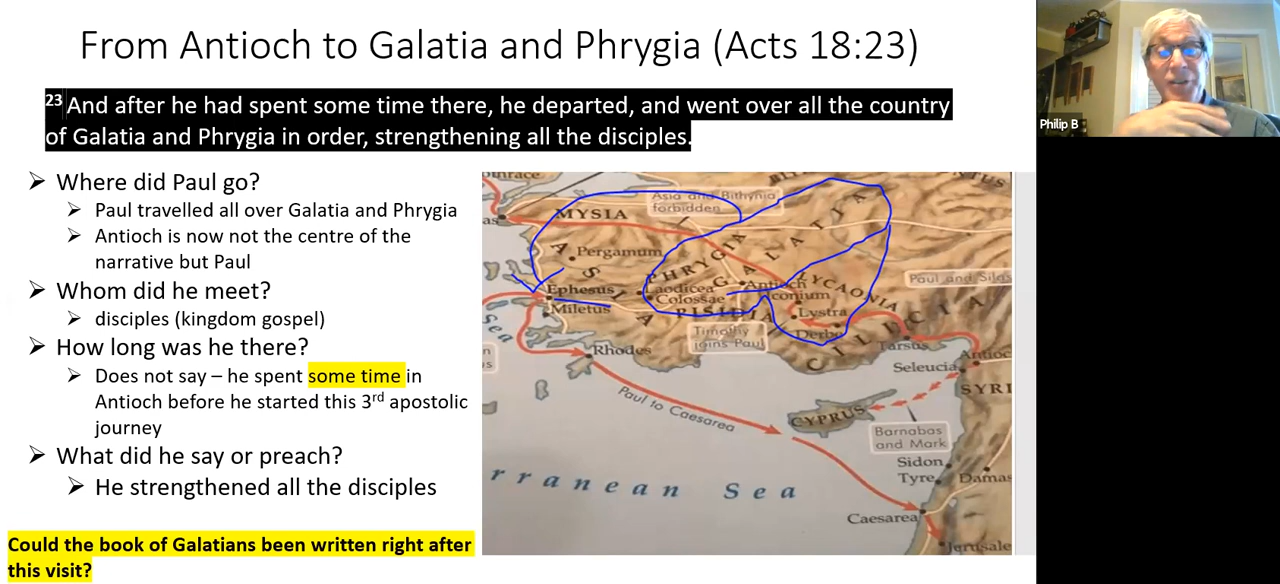 From Antioch to Galatia and Phrygia (Acts 18:23)
23 And after he had spent some time there, he departed, and went over all the country
of Galatia and Phrygia in order, strengthening all the disciples.
Where did Paul go?
Paul travelled all over Galatia and Phrygia
Antioch is now not the centre of the
narrative but Paul
Whom did he meet?
disciples (kingdom gospel)
How long was he there?
Does not say – he spent some time in
Antioch before he started this 3rd apostolic
journey
What did he say or preach?
He strengthened all the disciples
Could the book of Galatians been written right after
this visit?
Philip B
Asia and Bithynia
forbidden
MYSIA
Pergamum
ASIA
PHRYGIA
GALATIA
LYCAONIA
Paul and Silas
Ephesus
Laodicea
Antioch
Colossae
Iconium
Miletus
PISIDIA
Lystra
CILICIA
Timothy
joins Paul
Derbe
Tarsus
Rhodes
Antioc
Seleucia
SYRI
Sea
Paul to Caesarea
CYPRUS
Barnabas
and Mark
Sidon
Tyre
Damas
rranean Sea
Caesarea
Jerusale